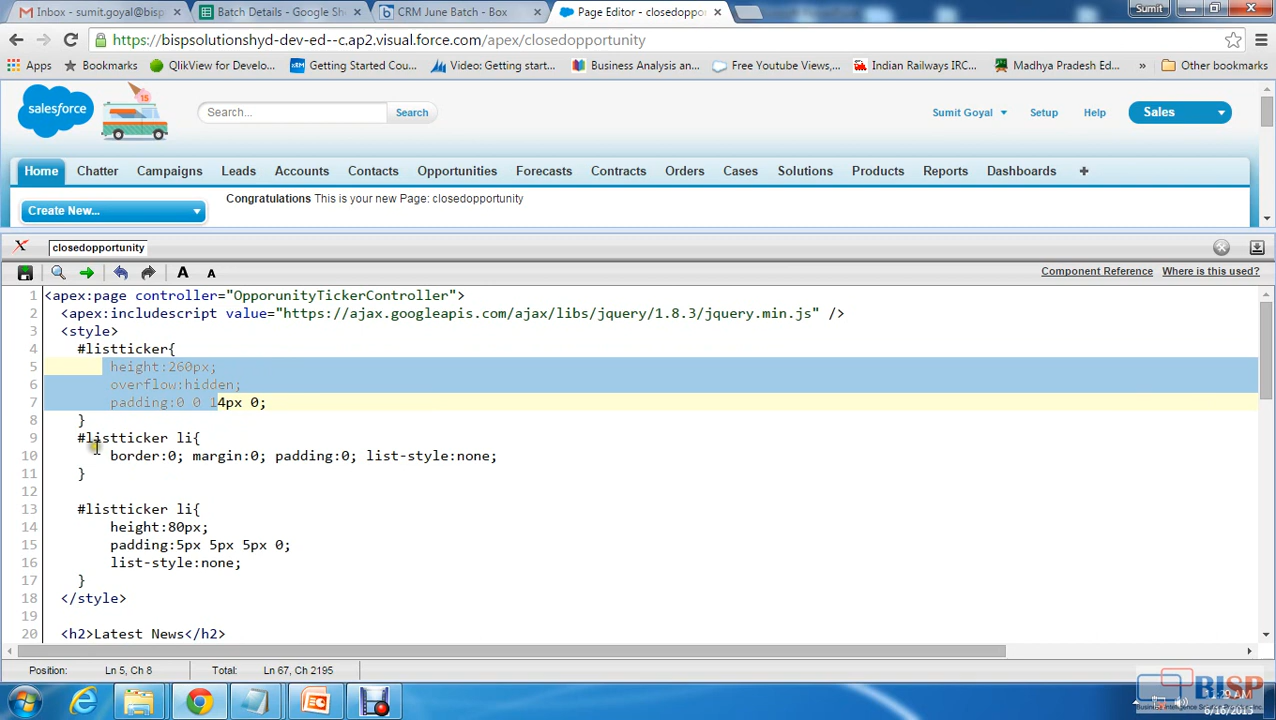 Inbox - sumit.goyal@bisp
Batch Details - Google She
CRM June Batch - Box
Page Editor - closedoppor
Sumit
https://bispsolutionshyd-dev-ed--c.ap2.visual.force.com/apex/closedopportunity
Apps
Bookmarks
QlikView for Develo...
Getting Started Cou...
Video: Getting start...
Business Analysis an...
Free Youtube Views,...
Indian Railways IRC...
Madhya Pradesh Ed...
»
Other bookmarks
salesforce
15
Search...
Search
Sumit Goyal
Setup
Help
Sales
Home
Chatter
Campaigns
Leads
Accounts
Contacts
Opportunities
Forecasts
Contracts
Orders
Cases
Solutions
Products
Reports
Dashboards
+
Create New...
Congratulations This is your new Page: closedopportunity
closedopportunity
A A
Component Reference
Where is this used?
1 <apex:page controller="OpporunityTickerController">
2 <apex:includescript value="https://ajax.googleapis.com/ajax/libs/jquery/1.8.3/jquery.min.js" />
3 <style>
4 #listticker{
5 height:260px;
6 overflow:hidden;
7 padding:0 0 14px 0;
8 }
9 #listticker li{
10 border:0; margin:0; padding:0; list-style:none;
11 }
12
13 #listticker li{
14 height:80px;
15 padding:5px 5px 5px 0;
16 list-style:none;
17 }
18 </style>
19
20 <h2>Latest News</h2>
Position: Ln 5, Ch 8 Total: Ln 67, Ch 2195
BISP
6/16/2015